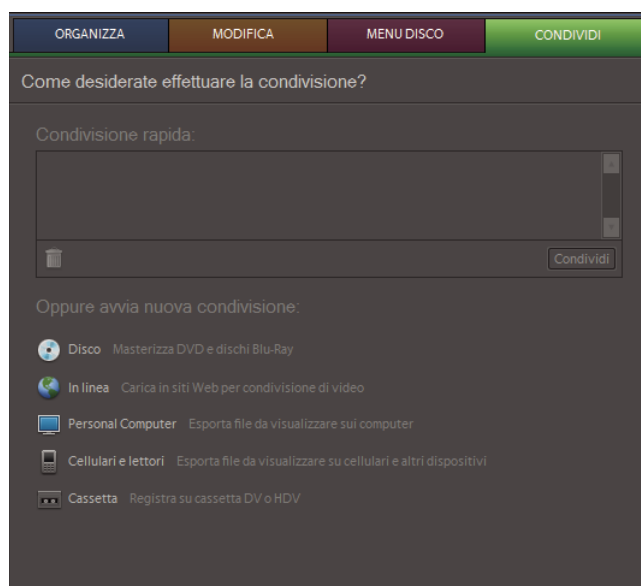 ORGANIZZA MODIFICA MENU DISCO CONDIVIDI
Come desiderate effettuare la condivisione?
Condivisione rapida:
Condividi
Oppure avvia nuova condivisione:
Disco Masterizza DVD e dischi Blu-Ray
In linea Carica in siti Web per condivisione di video
Personal Computer Esporta file da visualizzare sui computer
Cellulari e lettori Esporta file da visualizzare su cellulari e altri dispositivi
Cassetta Registra su cassetta DV o HDV